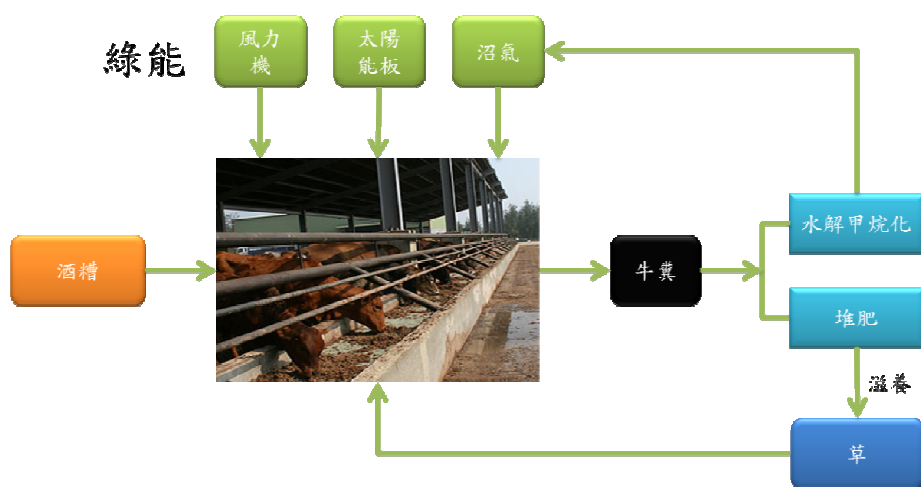 綠能
風力
機
太陽
能板
沼氣
酒糟
牛糞
水解甲烷化
堆肥
滋養
草